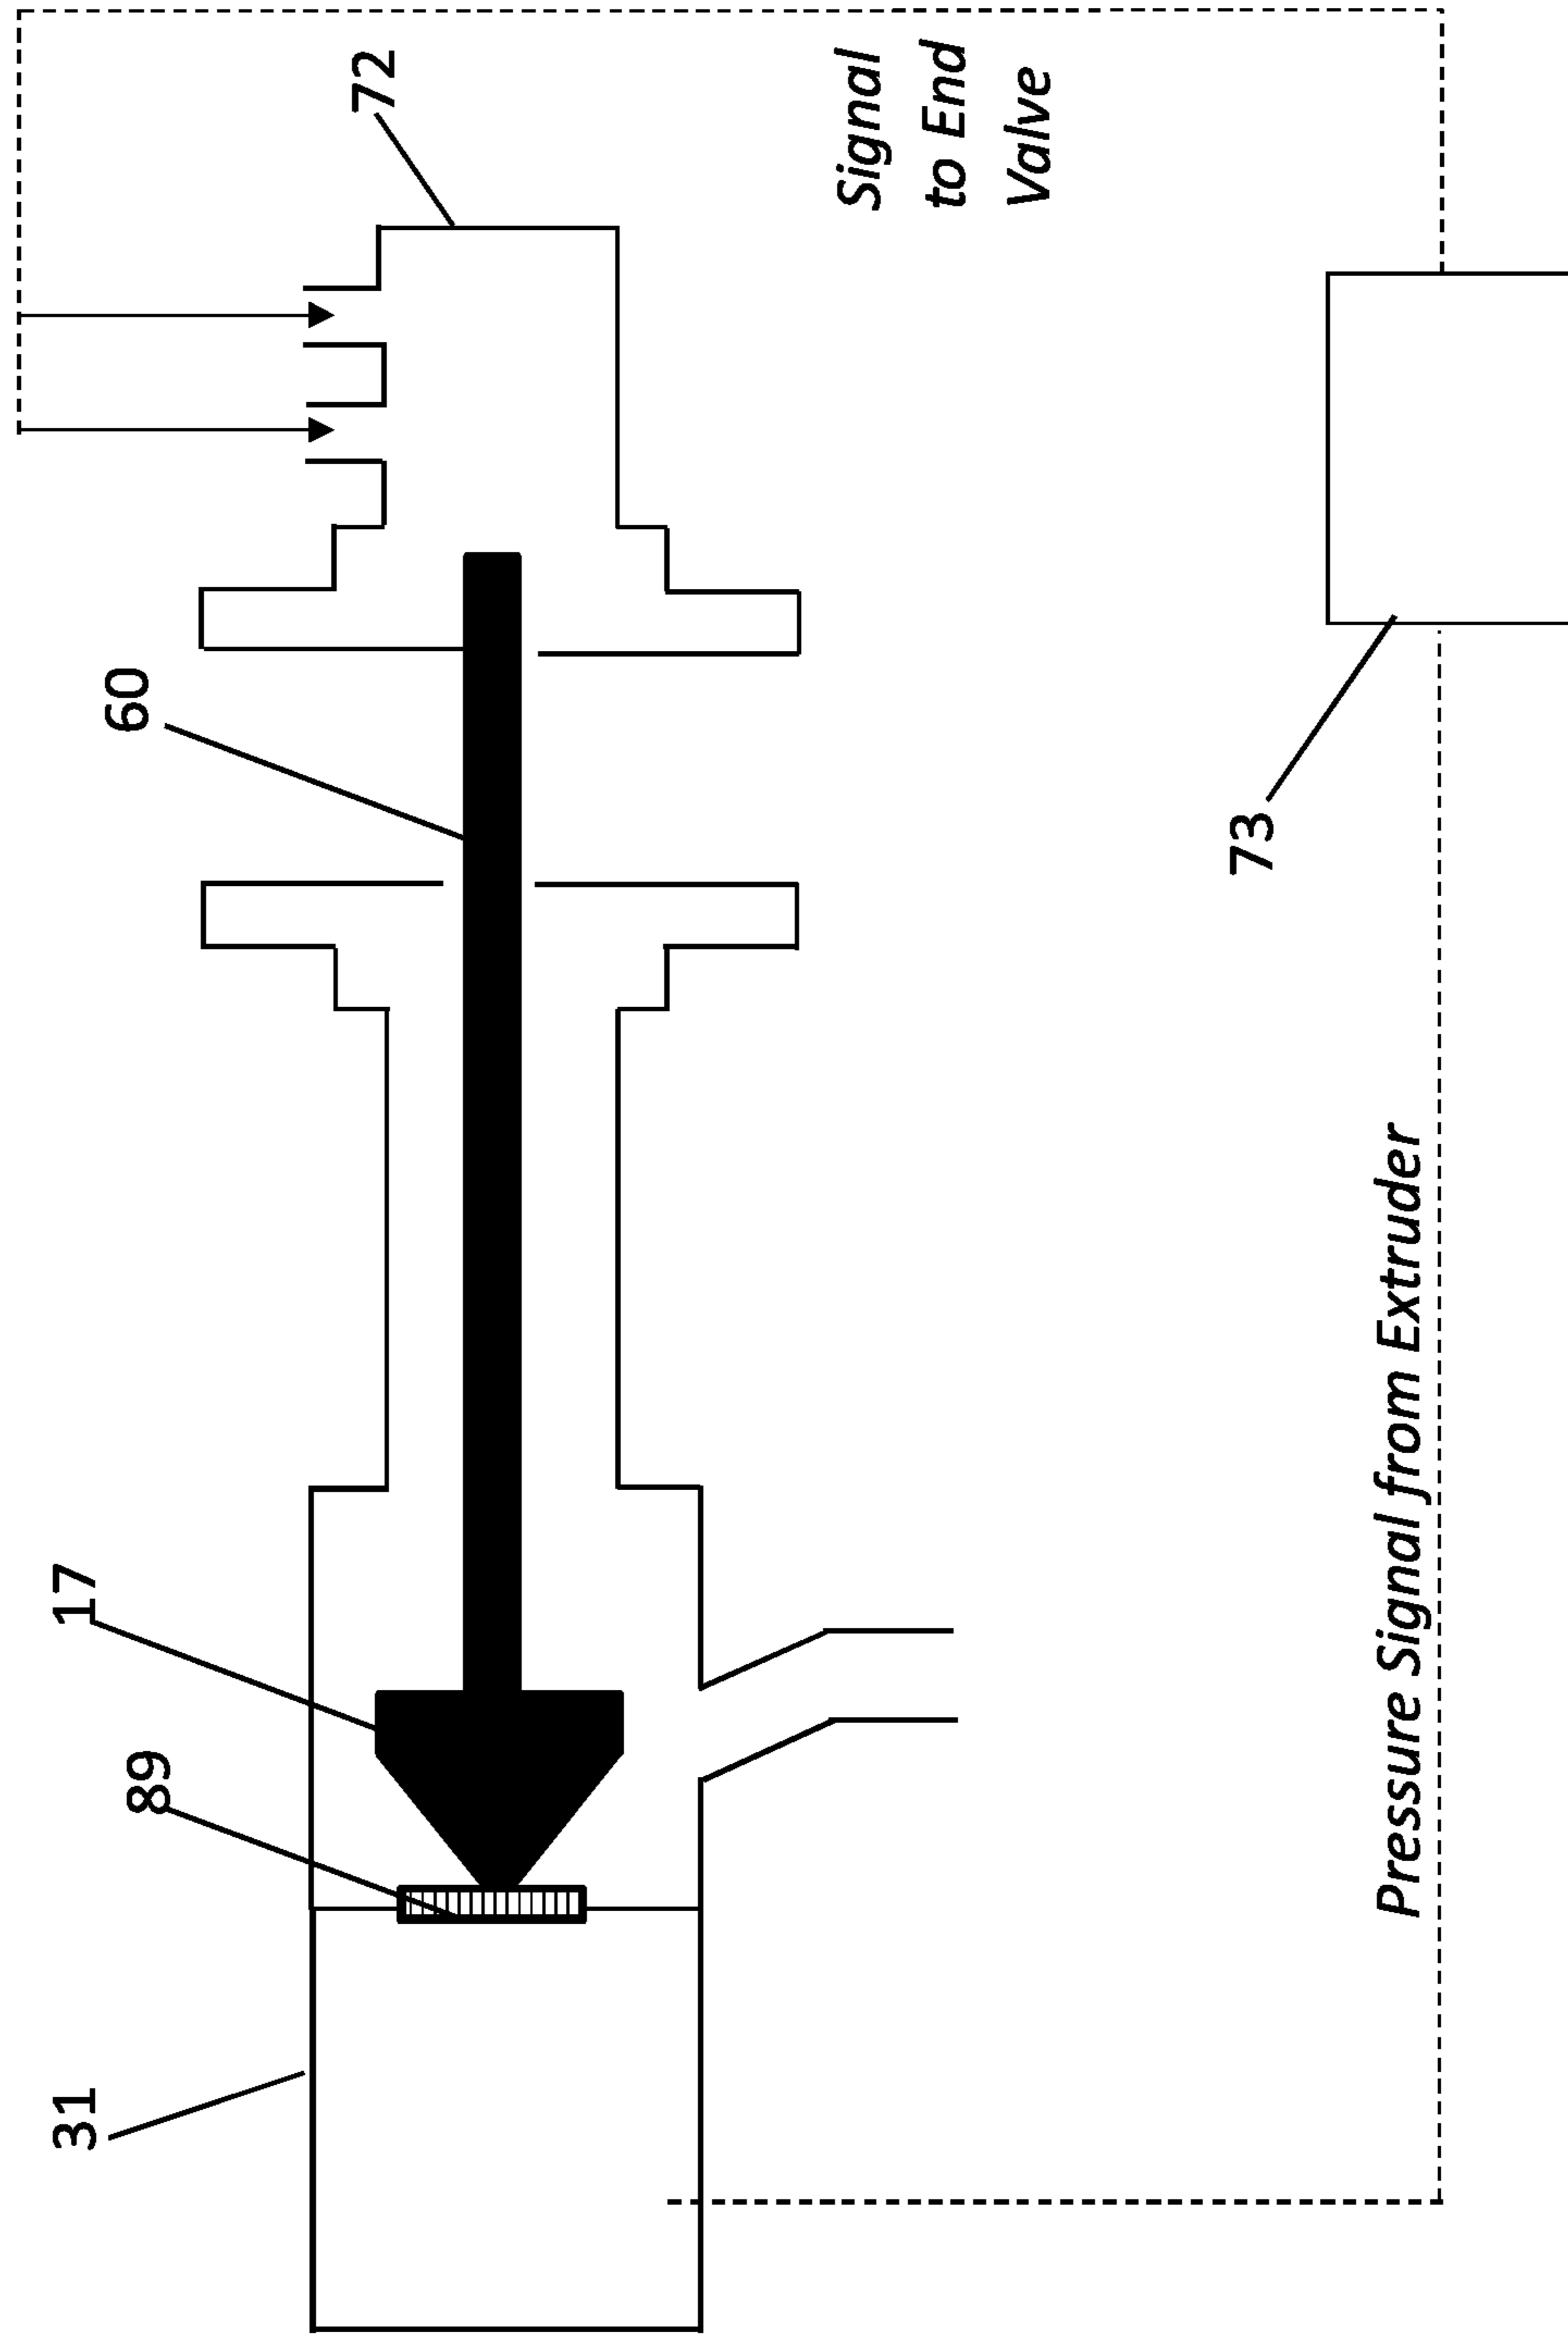 72
Signal
to End
Valve
60
73
17
89
31
Pressure Signal from Extruder